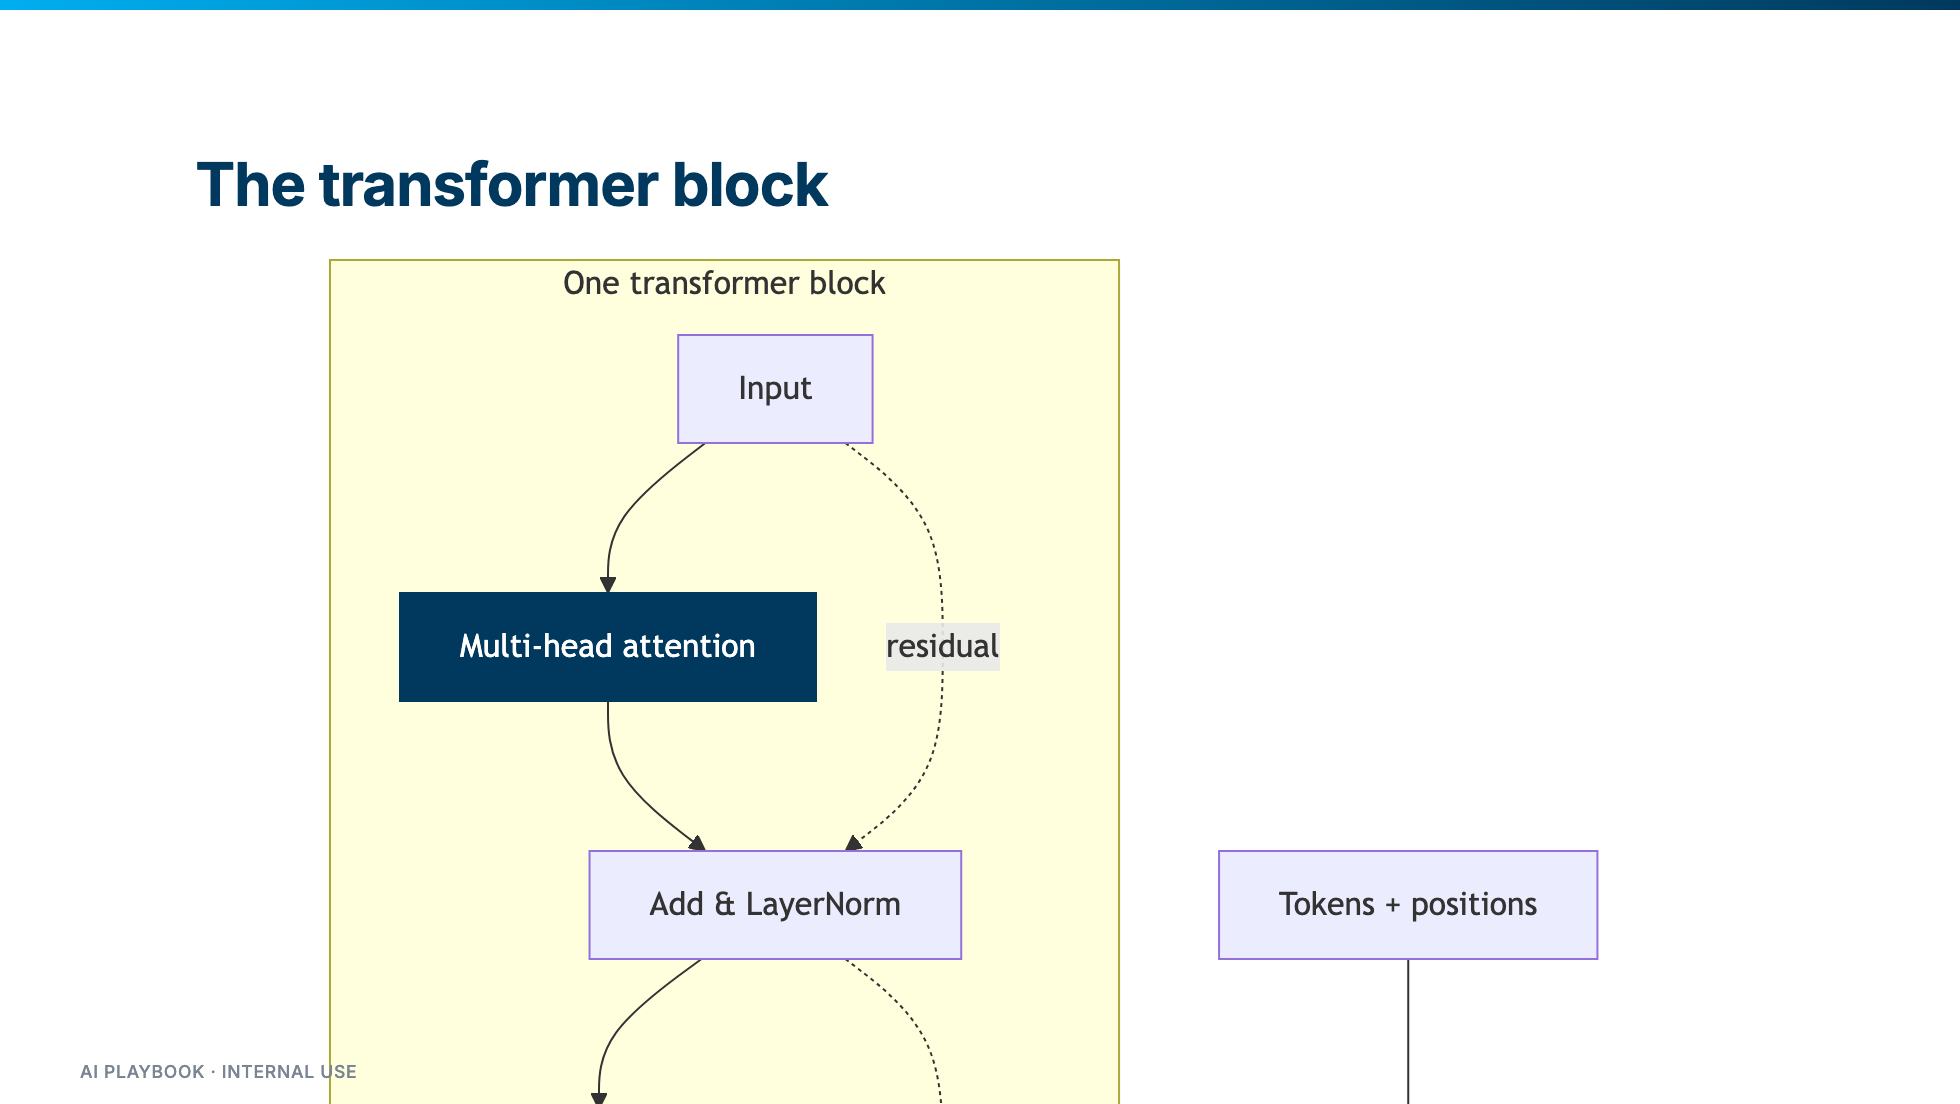 The transformer block
One transformer block
Input
Multi-head attention
residual
Add & LayerNorm
Tokens + positions
AI PLAYBOOK · INTERNAL USE